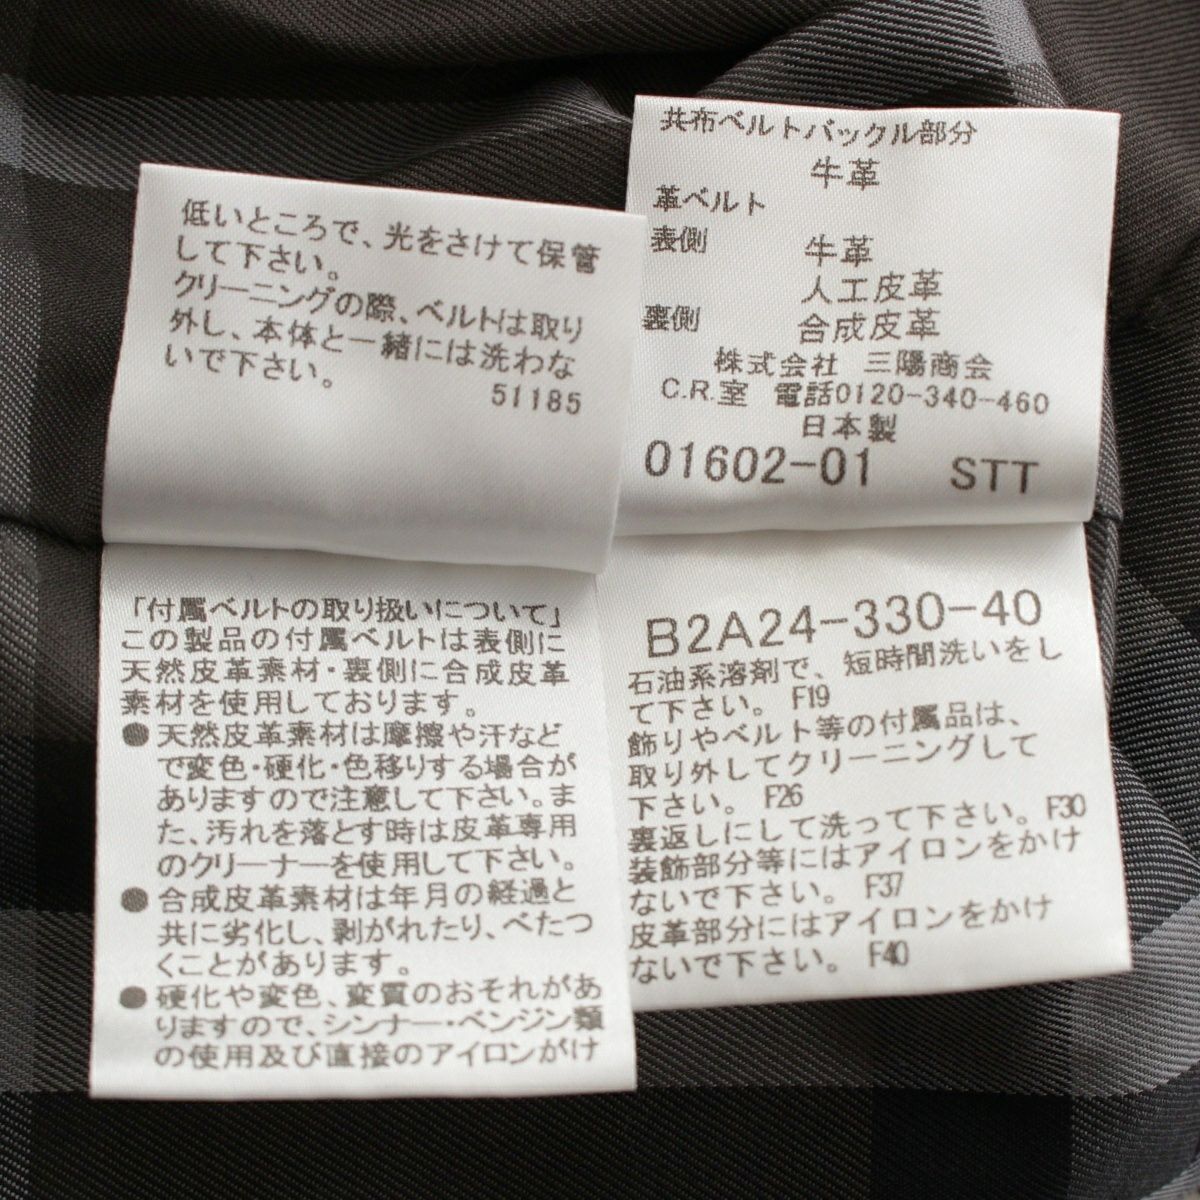 低いところで、光をさけて保管
して下さい。
クリーニングの際、ベルトは取り
外し、本体と一緒には洗わな
いで下さい。
51185
「付属ベルトの取り扱いについて」
この製品の付属ベルトは表側に
天然皮革素材・裏側に合成皮革
素材を使用しております。
●天然皮革素材は摩擦や汗など
で変色・硬化・色移りする場合が
ありますので注意して下さい。ま
た、汚れを落とす時は皮革専用
のクリーナーを使用して下さい。
●合成皮革素材は年月の経過と
共に劣化し、剥がれたり、べたつ
くことがあります。
●硬化や変色、変質のおそれがあ
りますので、シンナー・ベンジン類
の使用及び直接のアイロンがけ
共布ベルトバックル部分
牛革
革ベルト
表側 牛革
人工皮革
裏側 合成皮革
株式会社 三陽商会
C.R.室 電話0120-340-460
日本製
01602-01 STT
B2A24-330-40
石油系溶剤で、短時間洗いをし
て下さい。 F19
飾りやベルト等の付属品は、
取り外してクリーニングして
下さい。 F26
裏返しにして洗って下さい。 F30
装飾部分等にはアイロンをかけ
ないで下さい。 F37
皮革部分にはアイロンをかけ
ないで下さい。 F40